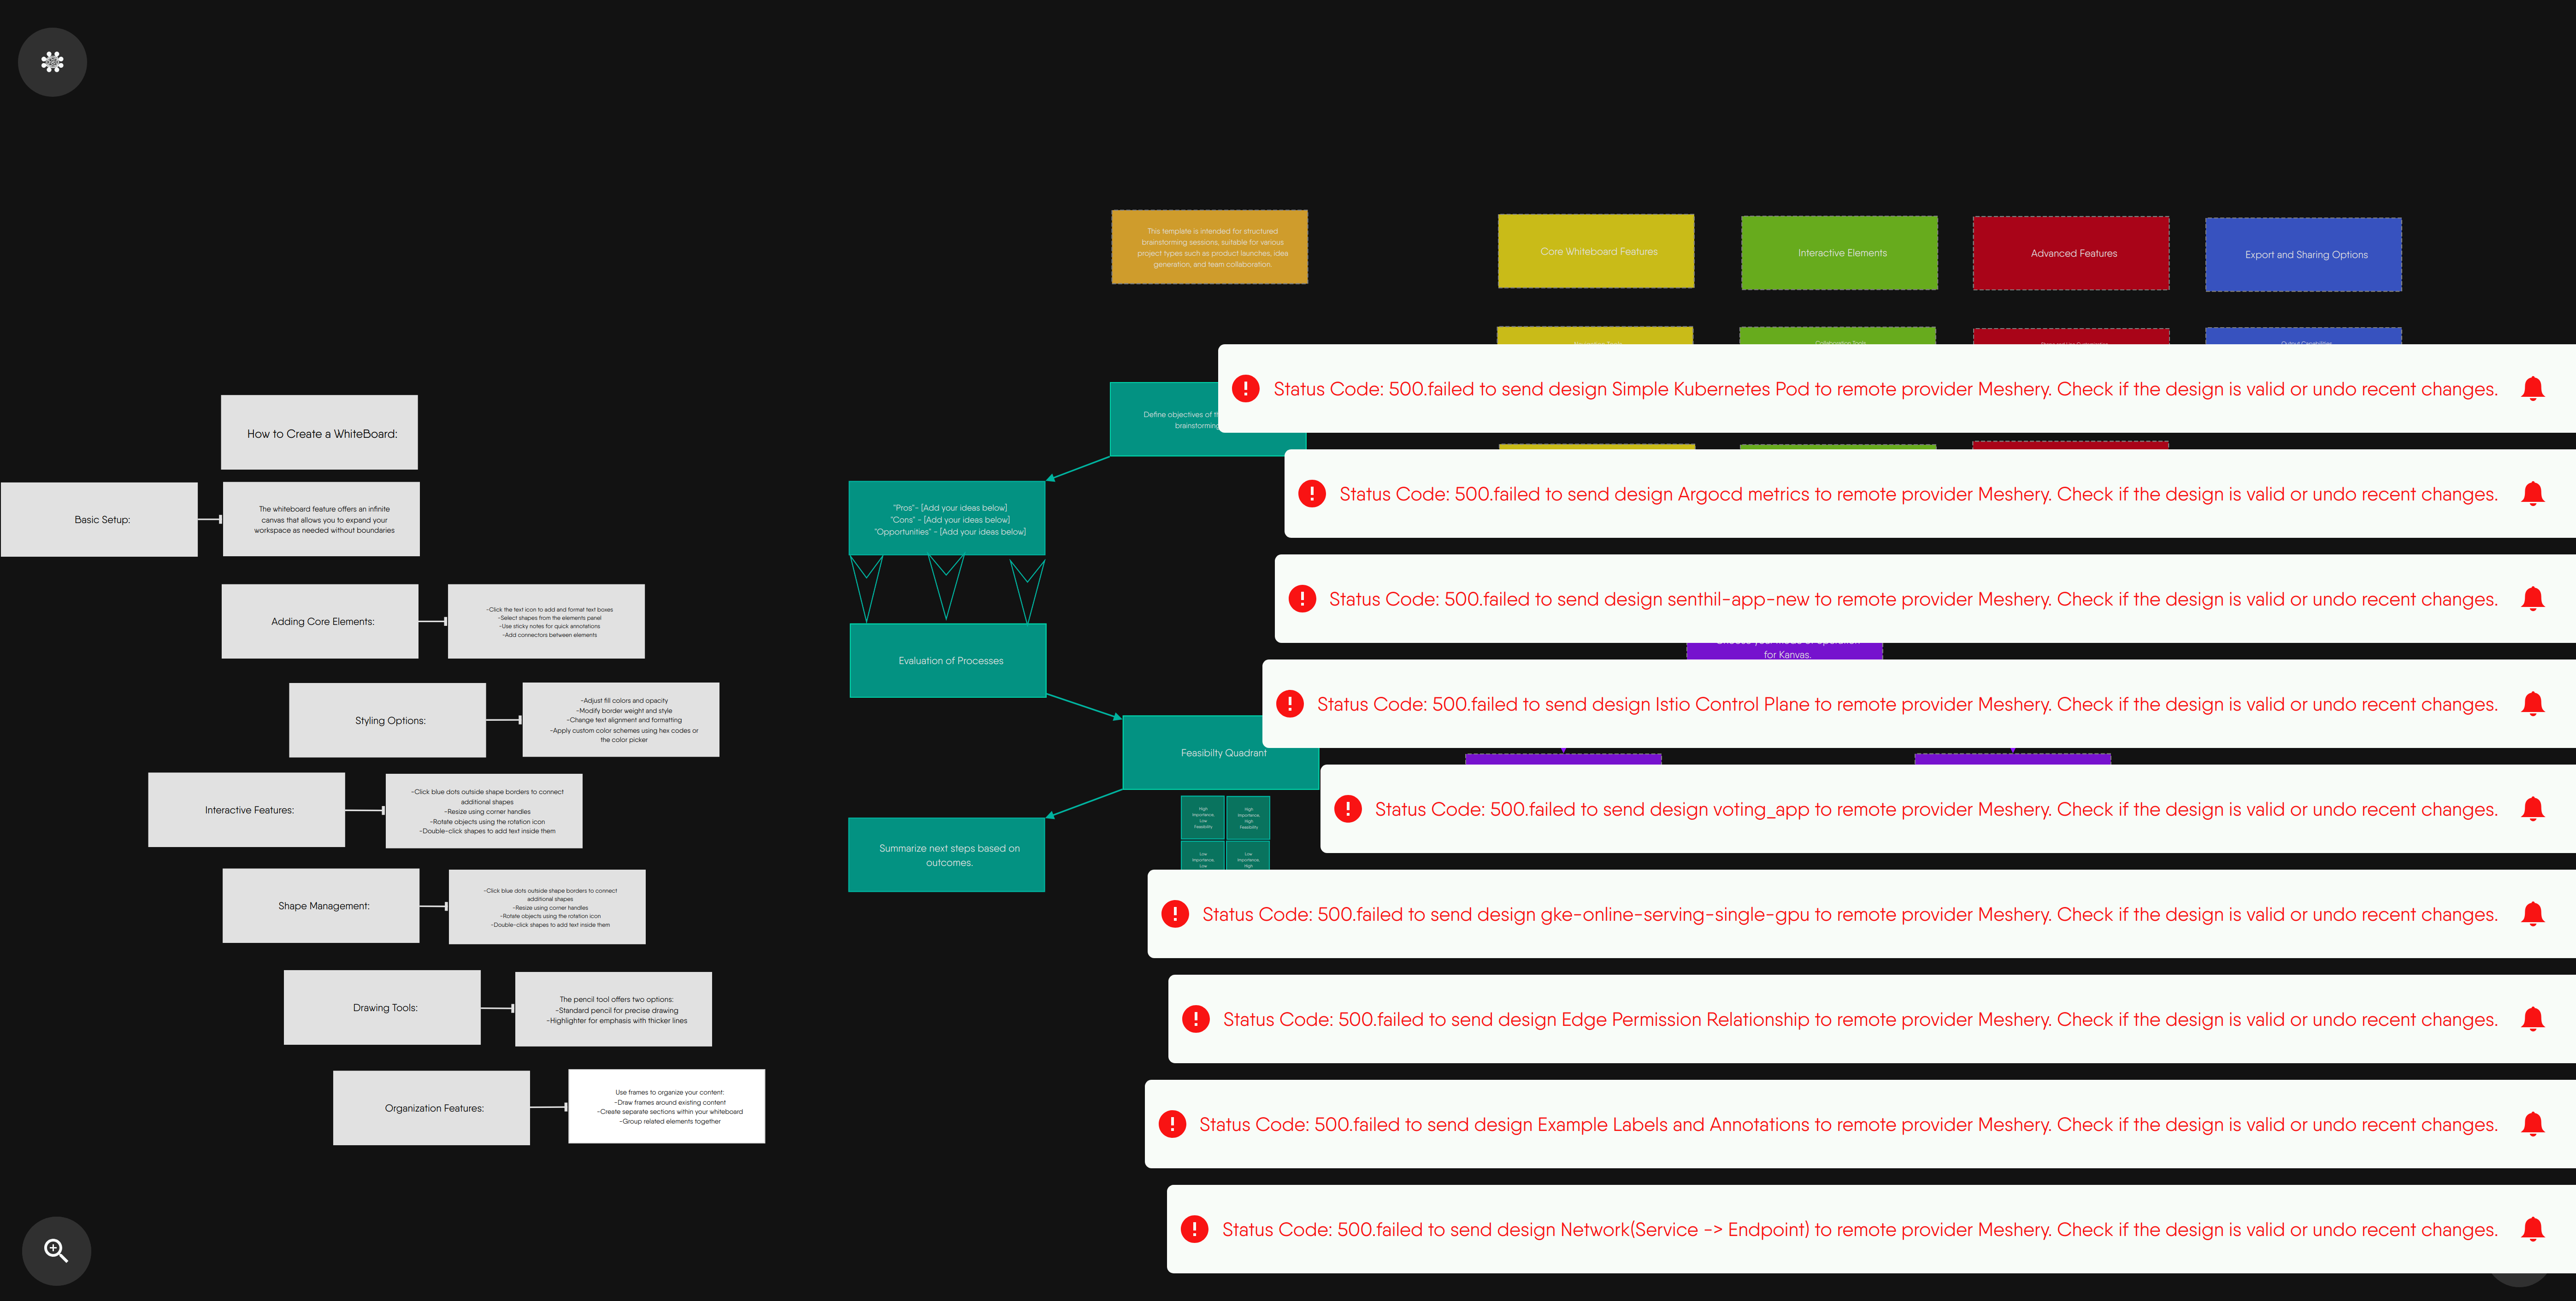 This template is intended for structured
brainstorming sessions, suitable for various
project types such as product launches, idea
generation, and team collaboration.
Core Whiteboard Features
Interactive Elements
Advanced Features
Export and Sharing Options
Collaboration Tools
Output Capabilities
Define objectives of
brainstorming
Status Code: 500.failed to send design Simple Kubernetes Pod to remote provider Meshery. Check if the design is valid or undo recent changes.
Status Code: 500.failed to send design Argocd metrics to remote provider Meshery. Check if the design is valid or undo recent changes.
Status Code: 500.failed to send design senthil-app-new to remote provider Meshery. Check if the design is valid or undo recent changes.
for Kanvas.
Status Code: 500.failed to send design Istio Control Plane to remote provider Meshery. Check if the design is valid or undo recent changes.
Status Code: 500.failed to send design voting_app to remote provider Meshery. Check if the design is valid or undo recent changes.
Status Code: 500.failed to send design gke-online-serving-single-gpu to remote provider Meshery. Check if the design is valid or undo recent changes.
Status Code: 500.failed to send design Edge Permission Relationship to remote provider Meshery. Check if the design is valid or undo recent changes.
Status Code: 500.failed to send design Example Labels and Annotations to remote provider Meshery. Check if the design is valid or undo recent changes.
Status Code: 500.failed to send design Network(Service -> Endpoint) to remote provider Meshery. Check if the design is valid or undo recent changes.
"Pros"- [Add your ideas below]
"Cons" - [Add your ideas below]
"Opportunities" - [Add your ideas below]
Evaluation of Processes
Feasibilty Quadrant
High
Importance,
Low
Feasibility
High
Importance,
High
Feasibility
Low
Importance,
Low
Low
Importance,
High
Summarize next steps based on
outcomes.
How to Create a WhiteBoard:
Basic Setup:
The whiteboard feature offers an infinite
canvas that allows you to expand your
workspace as needed without boundaries
Adding Core Elements:
-Click the text icon to add and format text boxes
-Select shapes from the elements panel
-Use sticky notes for quick annotations
-Add connectors between elements
Styling Options:
-Adjust fill colors and opacity
-Modify border weight and style
-Change text alignment and formatting
-Apply custom color schemes using hex codes or
the color picker
Interactive Features:
-Click blue dots outside shape borders to connect
additional shapes
-Resize using corner handles
-Rotate objects using the rotation icon
-Double-click shapes to add text inside them
Shape Management:
-Click blue dots outside shape borders to connect
additional shapes
-Resize using corner handles
-Rotate objects using the rotation icon
-Double-click shapes to add text inside them
Drawing Tools:
The pencil tool offers two options:
-Standard pencil for precise drawing
-Highlighter for emphasis with thicker lines
Organization Features:
Use frames to organize your content:
-Draw frames around existing content
-Create separate sections within your whiteboard
-Group related elements together